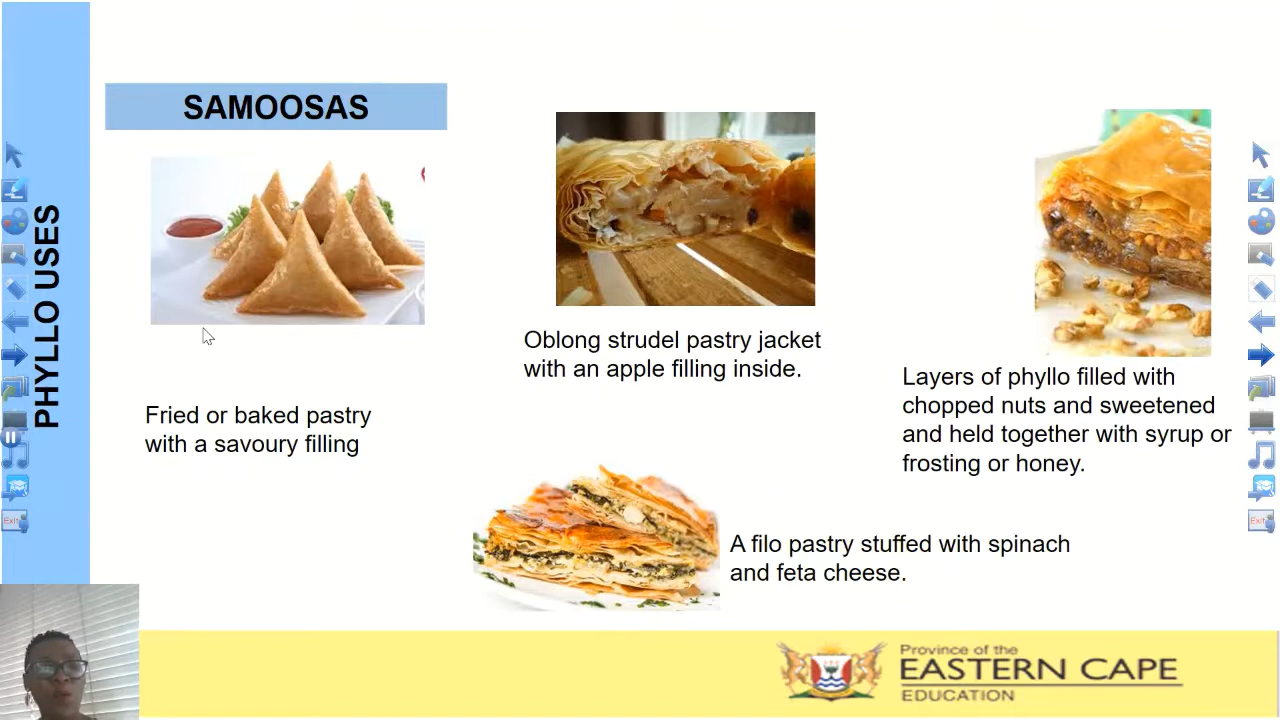 PHYLLO USES
SAMOOSAS
Fried or baked pastry
with a savoury filling
Oblong strudel pastry jacket
with an apple filling inside.
Layers of phyllo filled with
chopped nuts and sweetened
and held together with syrup or
frosting or honey.
A filo pastry stuffed with spinach
and feta cheese.
Exit
Exit
Province of the
EASTERN CAPE
EDUCATION